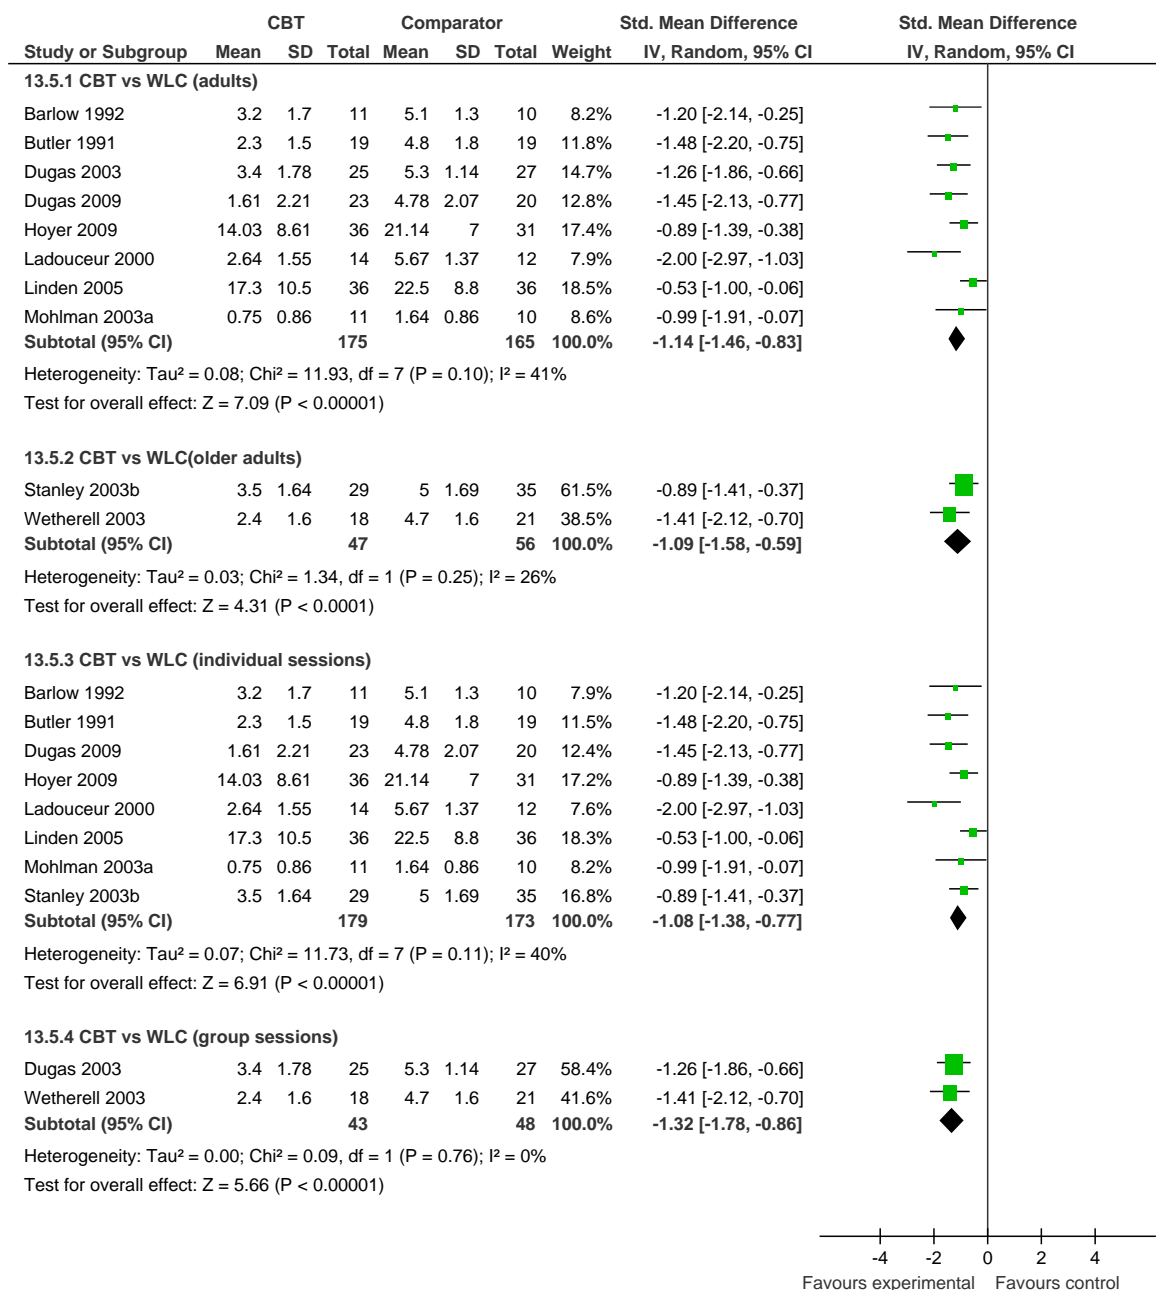 CBT Comparator Std. Mean Difference Std. Mean Difference
Study or Subgroup Mean SD Total Mean SD Total Weight IV, Random, 95% CI IV, Random, 95% CI
13.5.1 CBT vs WLC (adults)
Barlow 1992 3.2 1.7 11 5.1 1.3 10 8.2% -1.20 [-2.14, -0.25]
Butler 1991 2.3 1.5 19 4.8 1.8 19 11.8% -1.48 [-2.20, -0.75]
Dugas 2003 3.4 1.78 25 5.3 1.14 27 14.7% -1.26 [-1.86, -0.66]
Dugas 2009 1.61 2.21 23 4.78 2.07 20 12.8% -1.45 [-2.13, -0.77]
Hoyer 2009 14.03 8.61 36 21.14 7 31 17.4% -0.89 [-1.39, -0.38]
Ladouceur 2000 2.64 1.55 14 5.67 1.37 12 7.9% -2.00 [-2.97, -1.03]
Linden 2005 17.3 10.5 36 22.5 8.8 36 18.5% -0.53 [-1.00, -0.06]
Mohlman 2003a 0.75 0.86 11 1.64 0.86 10 8.6% -0.99 [-1.91, -0.07]
Subtotal (95% CI) 175 165 100.0% -1.14 [-1.46, -0.83]
Heterogeneity: Tau² = 0.08; Chi² = 11.93, df = 7 (P = 0.10); I² = 41%
Test for overall effect: Z = 7.09 (P < 0.00001)
13.5.2 CBT vs WLC(older adults)
Stanley 2003b 3.5 1.64 29 5 1.69 35 61.5% -0.89 [-1.41, -0.37]
Wetherell 2003 2.4 1.6 18 4.7 1.6 21 38.5% -1.41 [-2.12, -0.70]
Subtotal (95% CI) 47 56 100.0% -1.09 [-1.58, -0.59]
Heterogeneity: Tau² = 0.03; Chi² = 1.34, df = 1 (P = 0.25); I² = 26%
Test for overall effect: Z = 4.31 (P < 0.0001)
13.5.3 CBT vs WLC (individual sessions)
Barlow 1992 3.2 1.7 11 5.1 1.3 10 7.9% -1.20 [-2.14, -0.25]
Butler 1991 2.3 1.5 19 4.8 1.8 19 11.5% -1.48 [-2.20, -0.75]
Dugas 2009 1.61 2.21 23 4.78 2.07 20 12.4% -1.45 [-2.13, -0.77]
Hoyer 2009 14.03 8.61 36 21.14 7 31 17.2% -0.89 [-1.39, -0.38]
Ladouceur 2000 2.64 1.55 14 5.67 1.37 12 7.6% -2.00 [-2.97, -1.03]
Linden 2005 17.3 10.5 36 22.5 8.8 36 18.3% -0.53 [-1.00, -0.06]
Mohlman 2003a 0.75 0.86 11 1.64 0.86 10 8.2% -0.99 [-1.91, -0.07]
Stanley 2003b 3.5 1.64 29 5 1.69 35 16.8% -0.89 [-1.41, -0.37]
Subtotal (95% CI) 179 173 100.0% -1.08 [-1.38, -0.77]
Heterogeneity: Tau² = 0.07; Chi² = 11.73, df = 7 (P = 0.11); I² = 40%
Test for overall effect: Z = 6.91 (P < 0.00001)
13.5.4 CBT vs WLC (group sessions)
Dugas 2003 3.4 1.78 25 5.3 1.14 27 58.4% -1.26 [-1.86, -0.66]
Wetherell 2003 2.4 1.6 18 4.7 1.6 21 41.6% -1.41 [-2.12, -0.70]
Subtotal (95% CI) 43 48 100.0% -1.32 [-1.78, -0.86]
Heterogeneity: Tau² = 0.00; Chi² = 0.09, df = 1 (P = 0.76); I² = 0%
Test for overall effect: Z = 5.66 (P < 0.00001)
-4 -2 0 2 4
Favours experimental Favours control